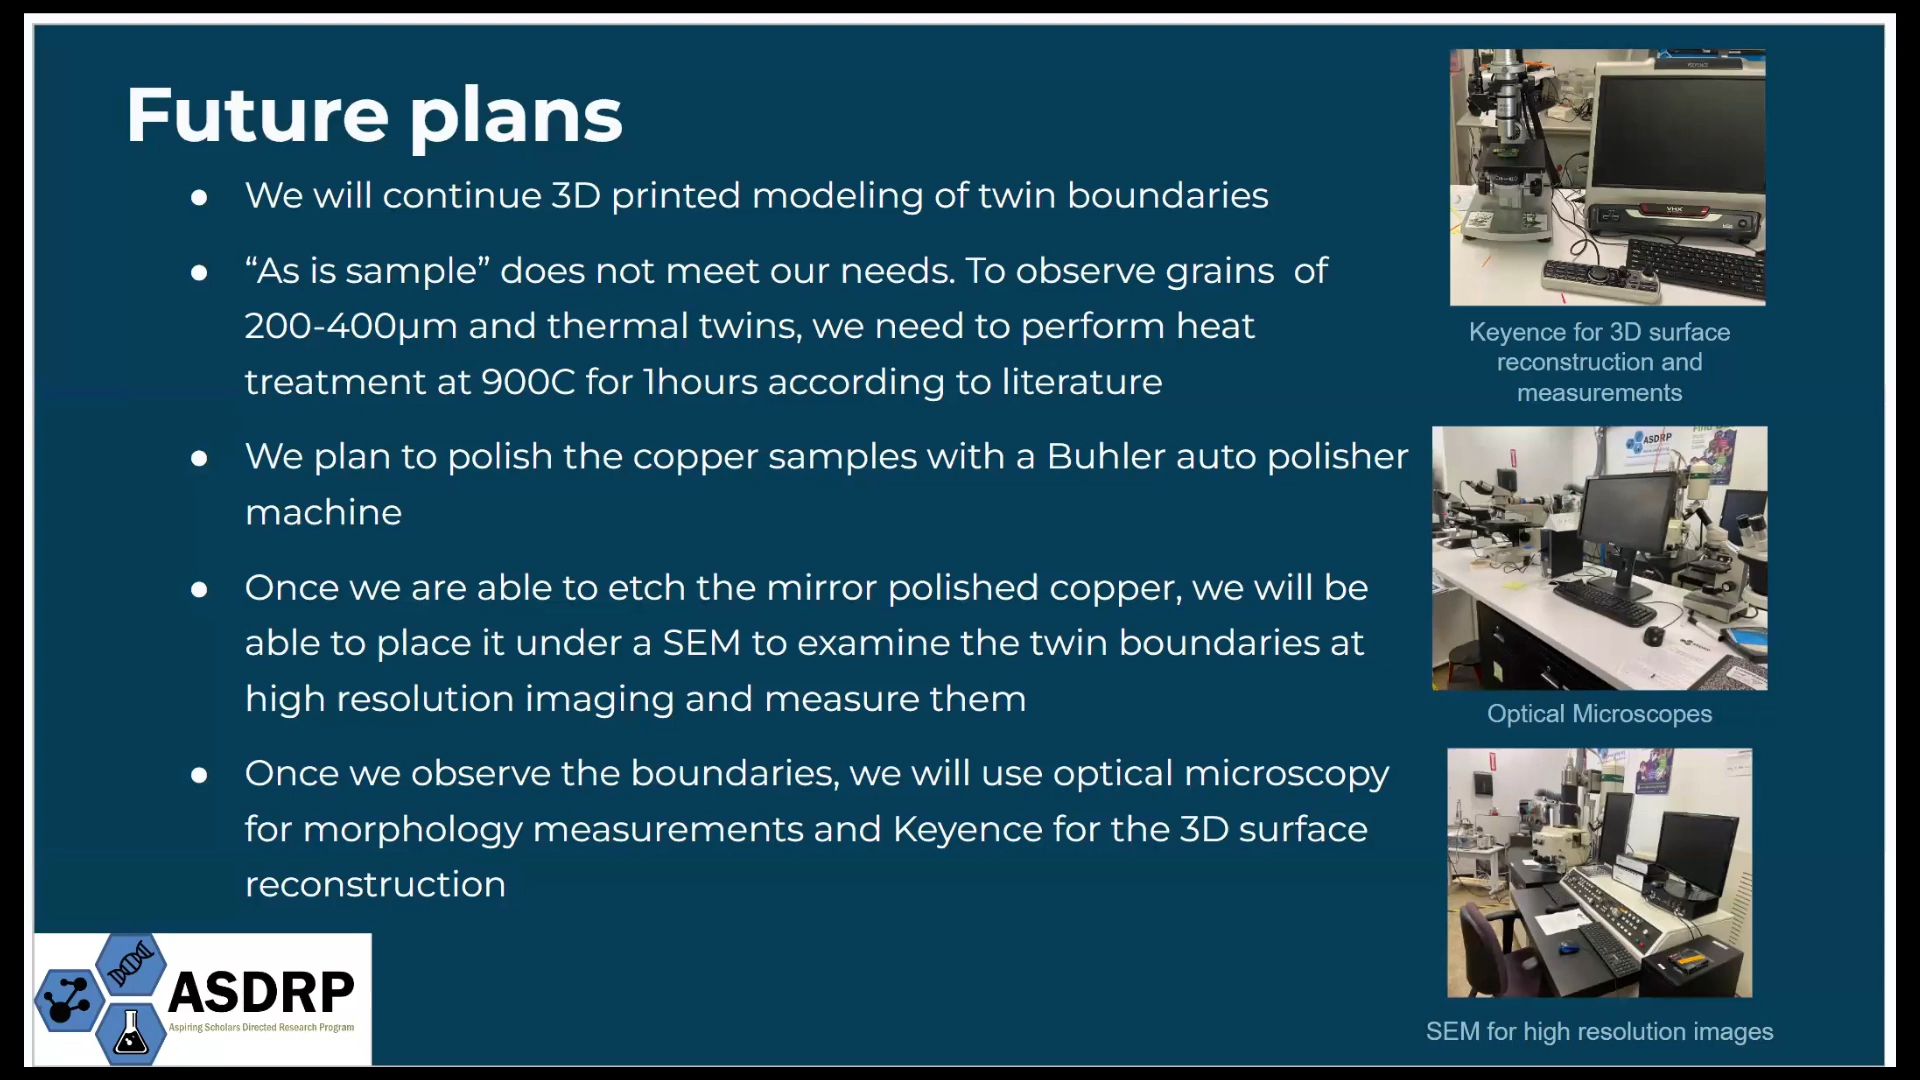 Future plans
● We will continue 3D printed modeling of twin boundaries
● “As is sample” does not meet our needs. To observe grains  of
200-400µm and thermal twins, we need to perform heat
treatment at 900C for 1hours according to literature
● We plan to polish the copper samples with a Buhler auto polisher
machine
● Once we are able to etch the mirror polished copper, we will be
able to place it under a SEM to examine the twin boundaries at
high resolution imaging and measure them
● Once we observe the boundaries, we will use optical microscopy
for morphology measurements and Keyence for the 3D surface
reconstruction
KEYENCE
VHX
Keyence for 3D surface
reconstruction and
measurements
ASDRP
Optical Microscopes
SEM for high resolution images
ASDRP
Aspiring Scholars Directed Research Program